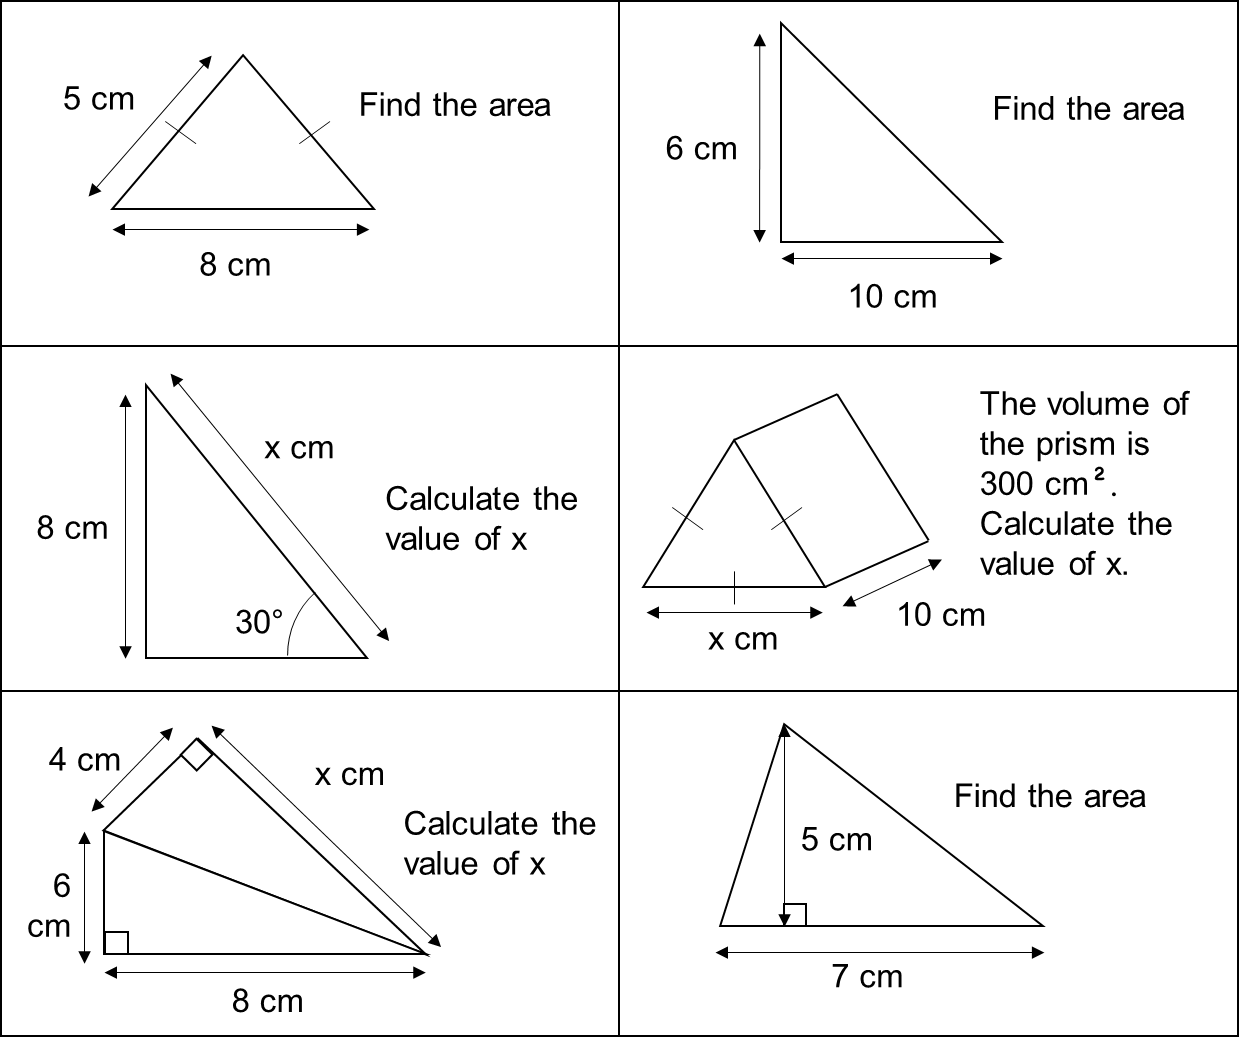 5 cm
Find the area
8 cm
6 cm
Find the area
10 cm
8 cm
x cm
Calculate the
value of x
30°
The volume of
the prism is
300 cm².
Calculate the
value of x.
10 cm
x cm
4 cm
x cm
Calculate the
value of x
6
cm
8 cm
Find the area
5 cm
7 cm